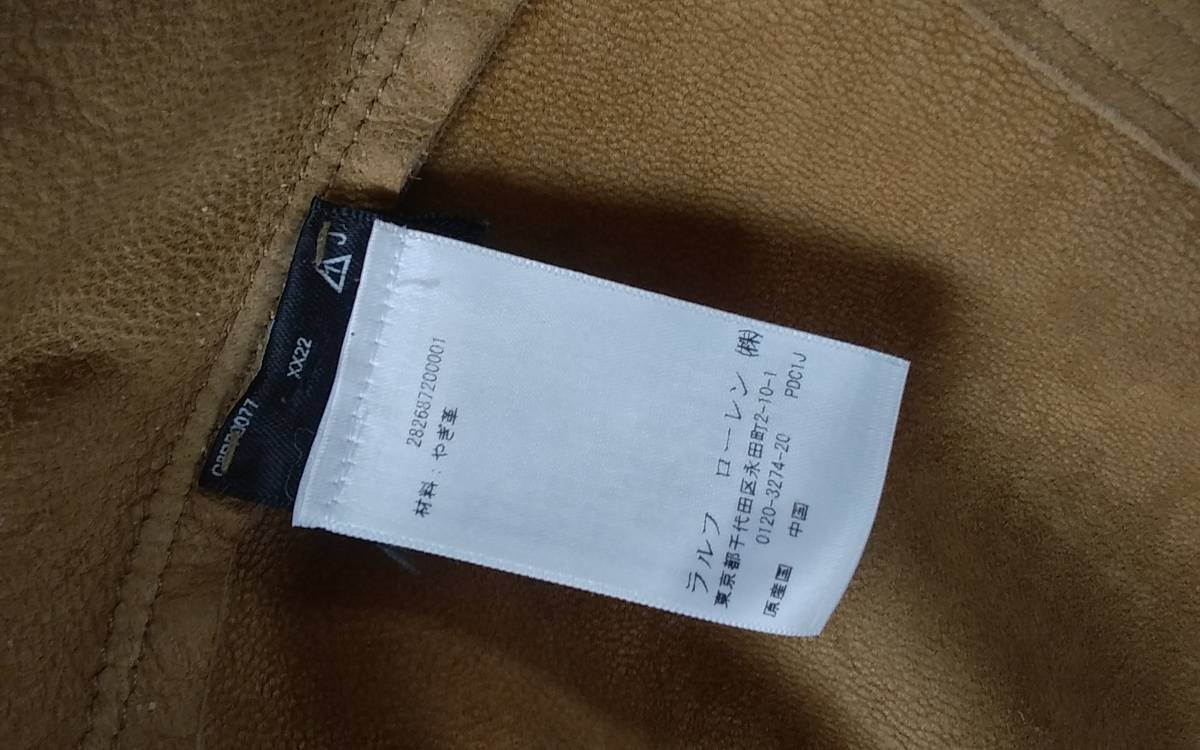 282687200001
材料：やぎ革
ラルフ ローレン ㈱
東京都千代田区永田町2-10-1
0120-3274-20
原産国 中国 PDC1J
XX22
J